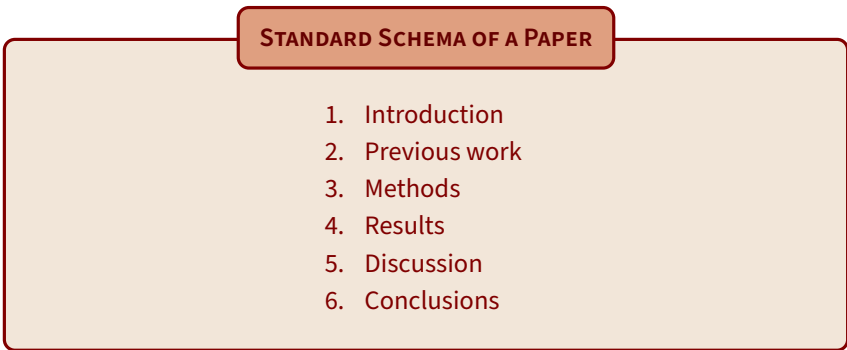 Standard Schema of a Paper
1. Introduction
2. Previous work
3. Methods
4. Results
5. Discussion
6. Conclusions